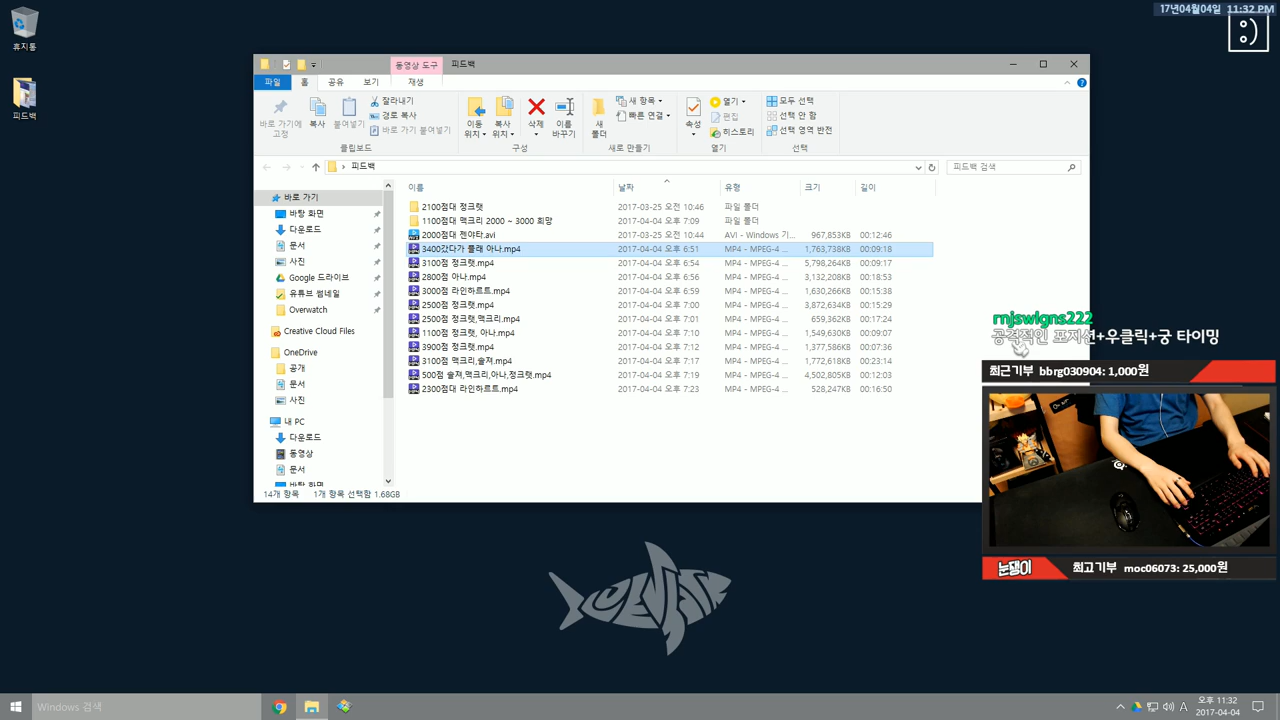 17년04월04일 11:32 PM
:)
휴지통
피드백
동영상 도구
피드백
파일
홈
공유
보기
재생
바로 가기에 고정
복사
붙여넣기
잘라내기
경로 복사
바로 가기 붙여넣기
클립보드
이동 위치
복사 위치
삭제
이름 바꾸기
구성
새 폴더
새 항목
빠른 연결
새로 만들기
속성
열기
편집
히스토리
열기
모두 선택
선택 안 함
선택 영역 반전
선택
피드백
피드백 검색
바로 가기
바탕 화면
다운로드
문서
사진
Google 드라이브
유튜브 썸네일
Overwatch
Creative Cloud Files
OneDrive
공개
문서
사진
내 PC
다운로드
동영상
문서
바탕 화면
이름 날짜 유형 크기 길이
2100점대 정크랫 2017-03-25 오전 10:46 파일 폴더
1100점대 맥크리 2000 ~ 3000 희망 2017-04-04 오후 7:09 파일 폴더
2000점대 젠야타.avi 2017-03-25 오전 10:44 AVI - Windows 기... 967,853KB 00:12:46
3400갔다가 플래 아나.mp4 2017-04-04 오후 6:51 MP4 - MPEG-4 ... 1,763,738KB 00:09:18
3100점 정크랫.mp4 2017-04-04 오후 6:54 MP4 - MPEG-4 ... 5,798,264KB 00:09:17
2800점 아나.mp4 2017-04-04 오후 6:56 MP4 - MPEG-4 ... 3,132,208KB 00:18:53
3000점 라인하르트.mp4 2017-04-04 오후 6:59 MP4 - MPEG-4 ... 1,630,266KB 00:15:38
2500점 정크랫.mp4 2017-04-04 오후 7:00 MP4 - MPEG-4 ... 3,872,634KB 00:15:29
2500점 정크랫,맥크리.mp4 2017-04-04 오후 7:01 MP4 - MPEG-4 ... 659,362KB 00:17:24
1100점 정크랫, 아나.mp4 2017-04-04 오후 7:10 MP4 - MPEG-4 ... 1,549,630KB 00:09:07
3900점 정크랫.mp4 2017-04-04 오후 7:12 MP4 - MPEG-4 ... 1,377,586KB 00:07:36
3100점 맥크리,솔져.mp4 2017-04-04 오후 7:17 MP4 - MPEG-4 ... 1,772,618KB 00:23:14
500점 솔져,맥크리,아나,정크랫.mp4 2017-04-04 오후 7:19 MP4 - MPEG-4 ... 4,502,805KB 00:12:03
2300점대 라인하르트.mp4 2017-04-04 오후 7:23 MP4 - MPEG-4 ... 528,247KB 00:16:50
14개 항목 1개 항목 선택함 1.68GB
rnjswlgns222
공격적인 포지션+우클릭+궁 타이밍
최근기부 bbrg030904: 1,000원
눈쟁이 최고기부 moc06073: 25,000원
Windows 검색
A
오후 11:32
2017-04-04